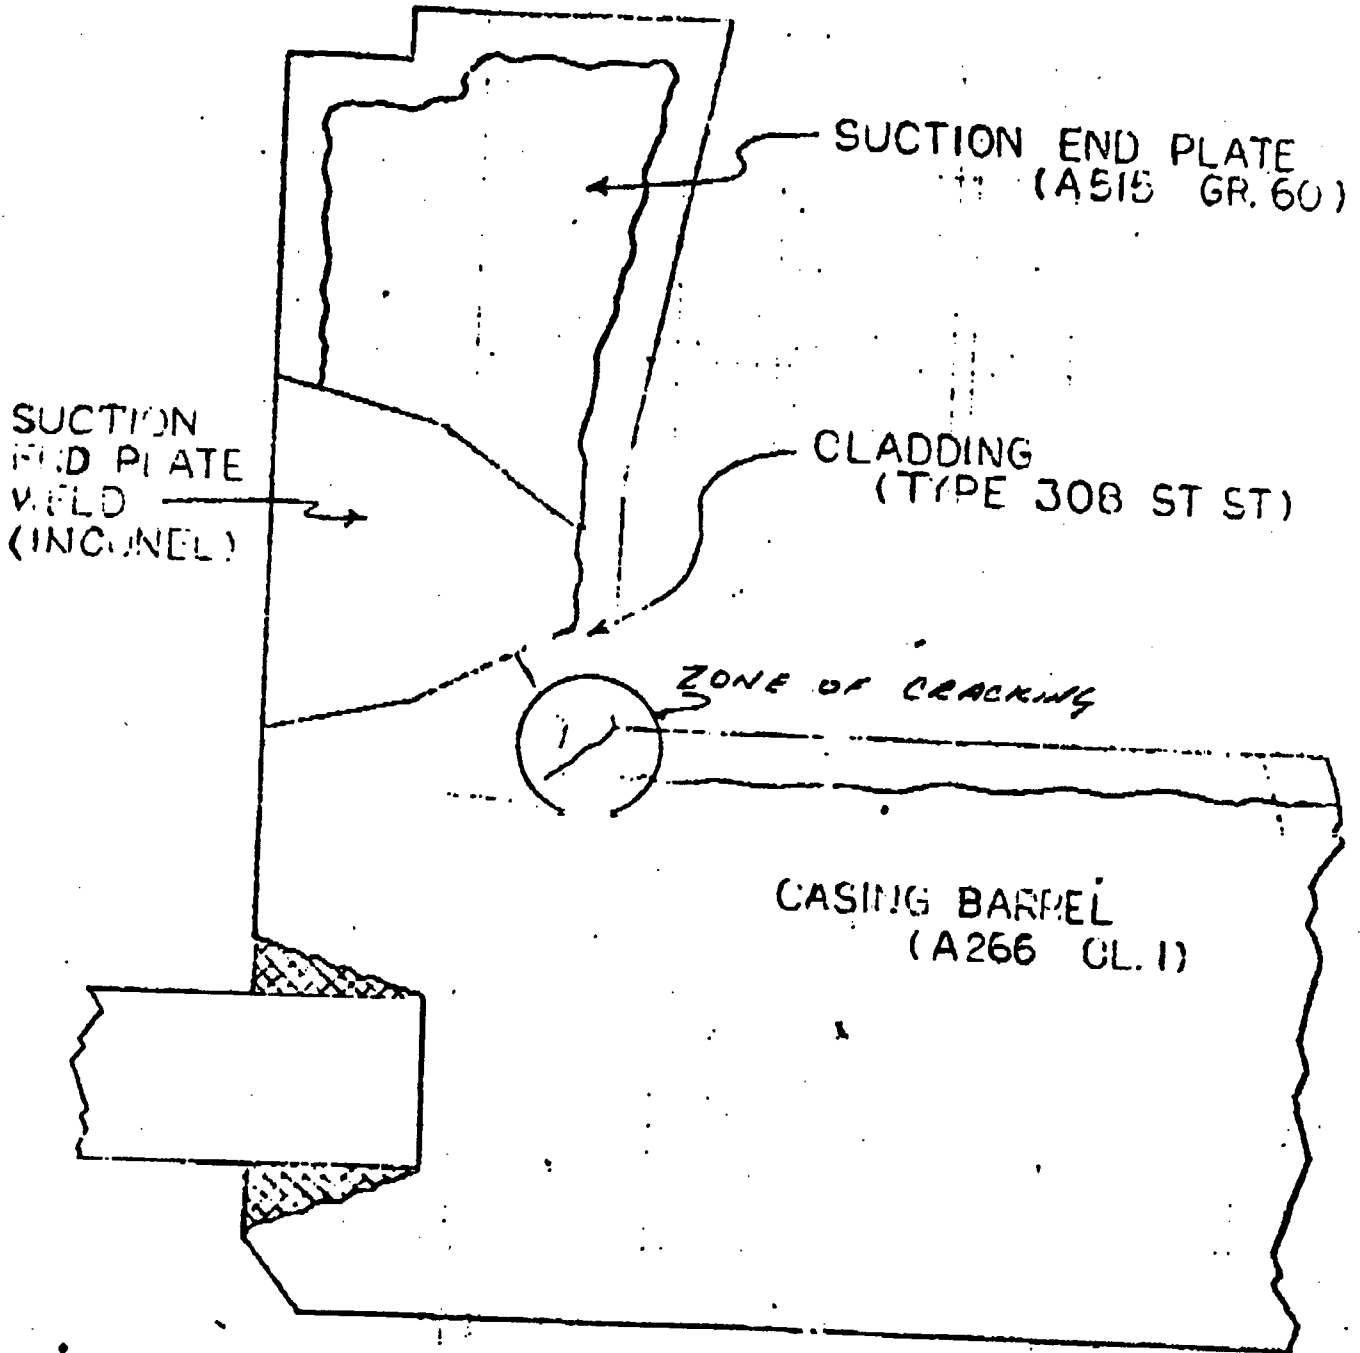 SUCTION END PLATE
(A515 GR. 60)
SUCTION
END PLATE
WELD
(INCONEL)
CLADDING
(TYPE 308 ST ST)
ZONE OF CRACKING
CASING BARREL
(A266 CL. 1)